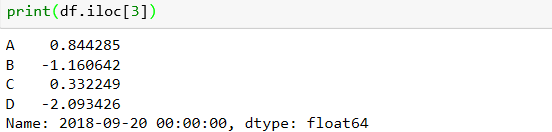 print(df.iloc[3])
A    0.844285
B   -1.160642
C    0.332249
D   -2.093426
Name: 2018-09-20 00:00:00, dtype: float64